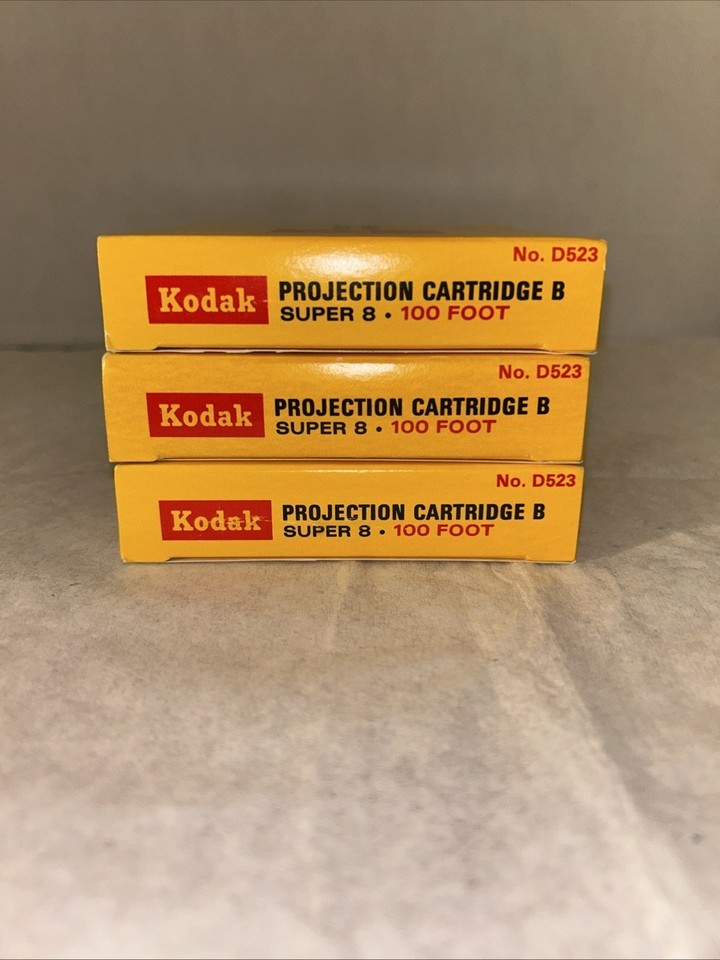 No. D523
Kodak PROJECTION CARTRIDGE B
SUPER 8 • 100 FOOT
No. D523
Kodak PROJECTION CARTRIDGE B
SUPER 8 • 100 FOOT
No. D523
Kodak PROJECTION CARTRIDGE B
SUPER 8 • 100 FOOT